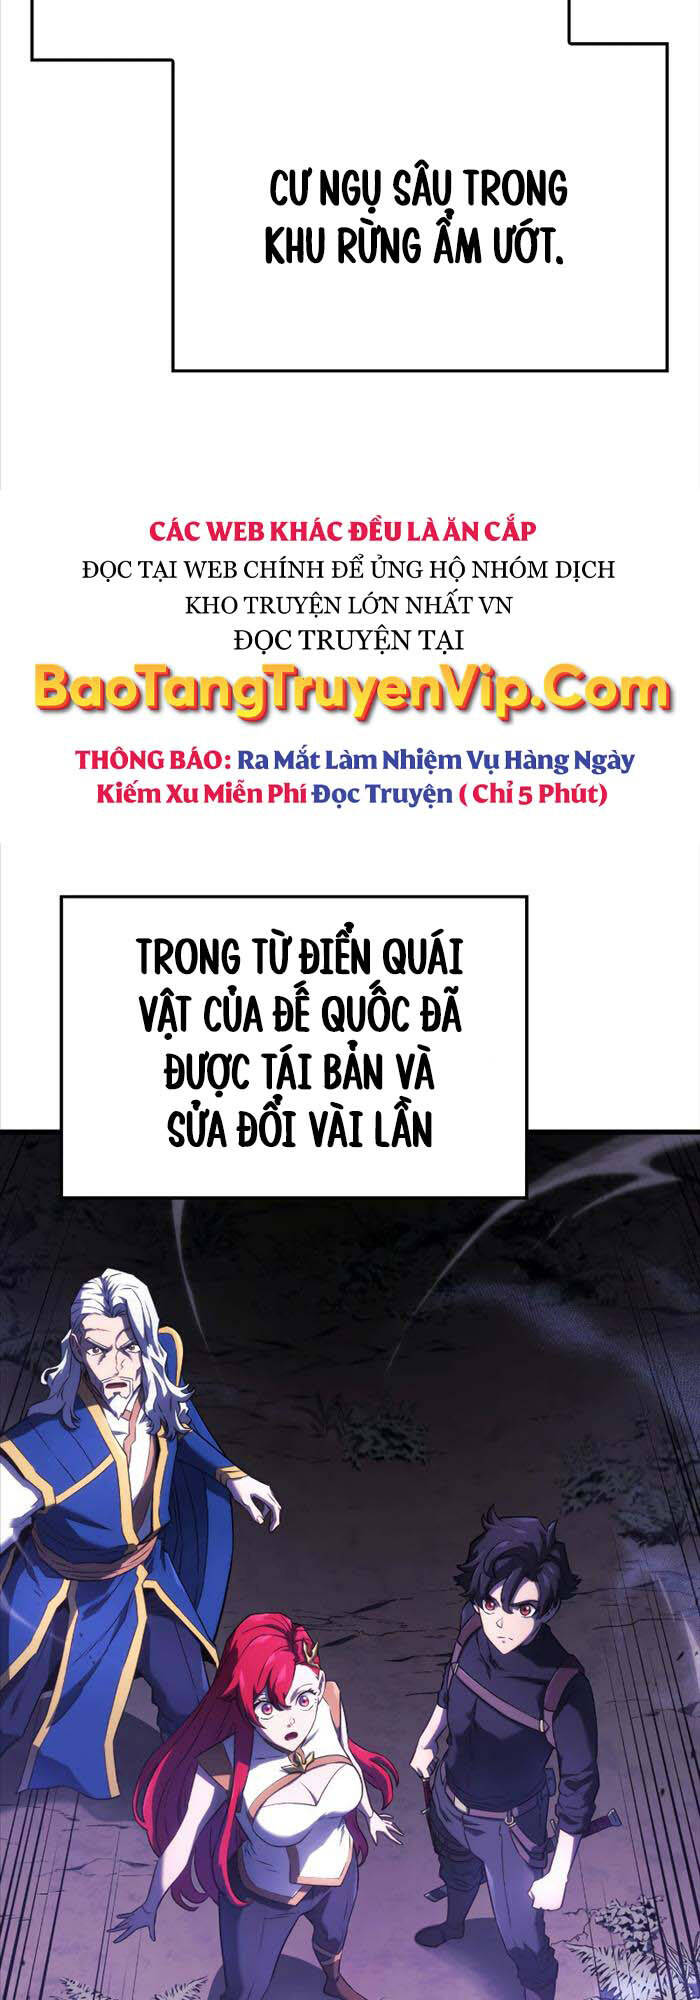 CƯ NGỤ SÂU TRONG
KHU RỪNG ẨM ƯỚT.
CÁC WEB KHÁC ĐỀU LÀ ĂN CẮP
ĐỌC TẠI WEB CHÍNH ĐỂ ỦNG HỘ NHÓM DỊCH
KHO TRUYỆN LỚN NHẤT VN
ĐỌC TRUYỆN TẠI
BaoTangTruyenVip.Com
THÔNG BÁO: Ra Mắt Làm Nhiệm Vụ Hàng Ngày
Kiếm Xu Miễn Phí Đọc Truyện ( Chỉ 5 Phút)
TRONG TỪ ĐIỂN QUÁI
VẬT CỦA ĐẾ QUỐC ĐÃ
ĐƯỢC TÁI BẢN VÀ
SỬA ĐỔI VÀI LẦN